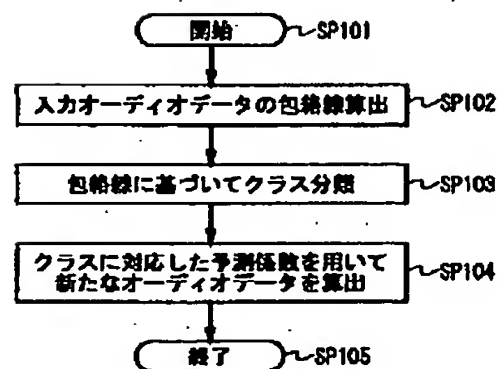 開始 SP101
入力オーディオデータの包絡線算出 SP102
包絡線に基づいてクラス分類 SP103
クラスに対応した予測係数を用いて
新たなオーディオデータを算出 SP104
終了 SP105